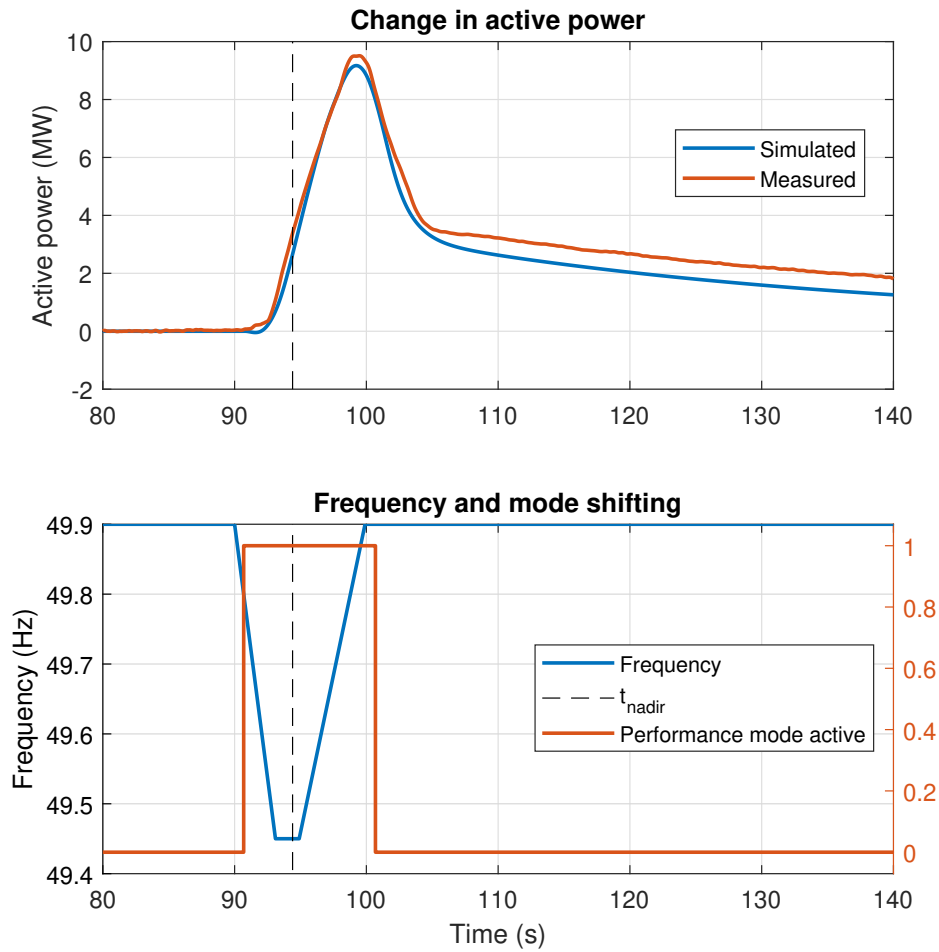 Change in active power
Active power (MW)
10
8
6
4
2
0
-2
Simulated
Measured
80 90 100 110 120 130 140
Frequency and mode shifting
Frequency (Hz)
49.9
49.8
49.7
49.6
49.5
49.4
1
0.8
0.6
0.4
0.2
0
Frequency
t_nadir
Performance mode active
80 90 100 110 120 130 140
Time (s)